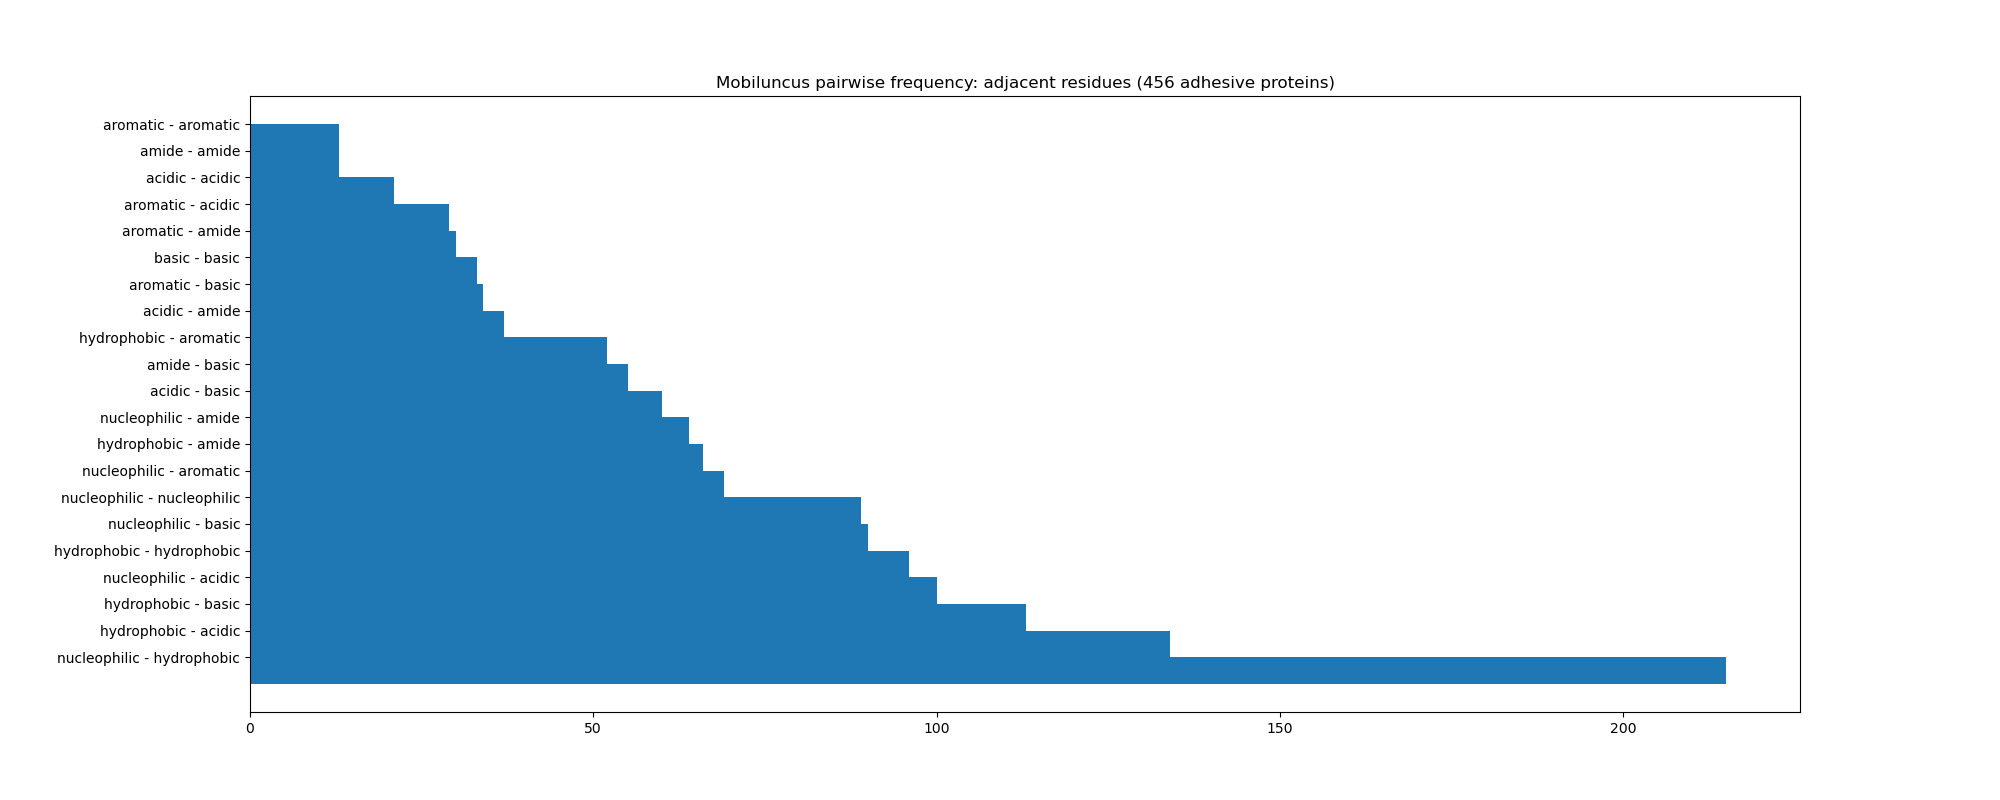 Mobiluncus pairwise frequency: adjacent residues (456 adhesive proteins)
aromatic - aromatic
amide - amide
acidic - acidic
aromatic - acidic
aromatic - amide
basic - basic
aromatic - basic
acidic - amide
hydrophobic - aromatic
amide - basic
acidic - basic
nucleophilic - amide
hydrophobic - amide
nucleophilic - aromatic
nucleophilic - nucleophilic
nucleophilic - basic
hydrophobic - hydrophobic
nucleophilic - acidic
hydrophobic - basic
hydrophobic - acidic
nucleophilic - hydrophobic
0 50 100 150 200